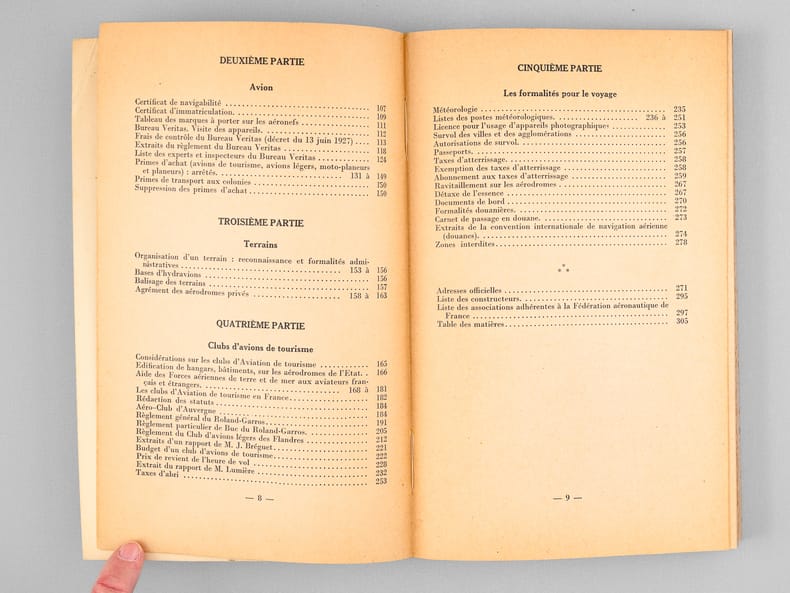 DEUXIÈME PARTIE
Avion
Certificat de navigabilité ........ 107
Certificat d'immatriculation. ........ 109
Tableau des marques à porter sur les aéronefs ........ 111
Bureau Veritas. Visite des appareils. ........ 112
Frais de contrôle du Bureau Veritas (décret du 13 juin 1927) .... 113
Extraits du règlement du Bureau Veritas ........ 118
Liste des experts et inspecteurs du Bureau Veritas ........ 124
Primes d'achat (avions de tourisme, avions légers, moto-planeurs
et planeurs) : arrêtés. ........ 131 à 149
Primes de transport aux colonies ........ 150
Suppression des primes d'achat ........ 150
TROISIÈME PARTIE
Terrains
Organisation d'un terrain : reconnaissance et formalités admi-
nistratives ........ 153 à 156
Bases d'hydravions ........ 156
Balisage des terrains ........ 157
Agrément des aérodromes privés ........ 158 à 163
QUATRIÈME PARTIE
Clubs d'avions de tourisme
Considérations sur les clubs d'Aviation de tourisme ........ 165
Edification de hangars, bâtiments, sur les aérodromes de l'Etat. . 166
Aide des Forces aériennes de terre et de mer aux aviateurs fran-
çais et étrangers. ........ 168 à 181
Les clubs d'Aviation de tourisme en France ........ 182
Rédaction des statuts ........ 184
Aéro-Club d'Auvergne ........ 184
Règlement général du Roland-Garros ........ 191
Règlement particulier de Buc du Roland-Garros. ........ 205
Règlement du Club d'avions légers des Flandres ........ 212
Extraits d'un rapport de M. J. Bréguet ........ 221
Budget d'un club d'avions de tourisme ........ 222
Prix de revient de l'heure de vol ........ 228
Extrait du rapport de M. Lumière ........ 232
Taxes d'abri ........ 253
— 8 —
CINQUIÈME PARTIE
Les formalités pour le voyage
Météorologie ........ 235
Listes des postes météorologiques. ........ 236 à 251
Licence pour l'usage d'appareils photographiques ........ 253
Survol des villes et des agglomérations ........ 256
Autorisations de survol. ........ 256
Passeports. ........ 257
Taxes d'atterrissage. ........ 258
Exemption des taxes d'atterrissage ........ 258
Abonnement aux taxes d'atterrissage ........ 259
Ravitaillement sur les aérodromes ........ 267
Détaxe de l'essence ........ 267
Documents de bord ........ 270
Formalités douanières. ........ 272
Carnet de passage en douane. ........ 273
Extraits de la convention internationale de navigation aérienne
(douanes). ........ 274
Zones interdites ........ 278
⁂
Adresses officielles ........ 271
Liste des constructeurs. ........ 295
Liste des associations adhérentes à la Fédération aéronautique de
France ........ 297
Table des matières ........ 305
— 9 —